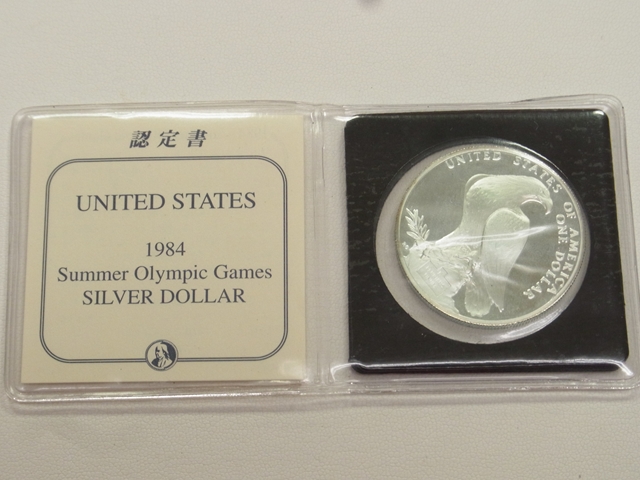 認定書
UNITED STATES
1984
Summer Olympic Games
SILVER DOLLAR
UNITED STATES OF AMERICA
ONE DOLLAR